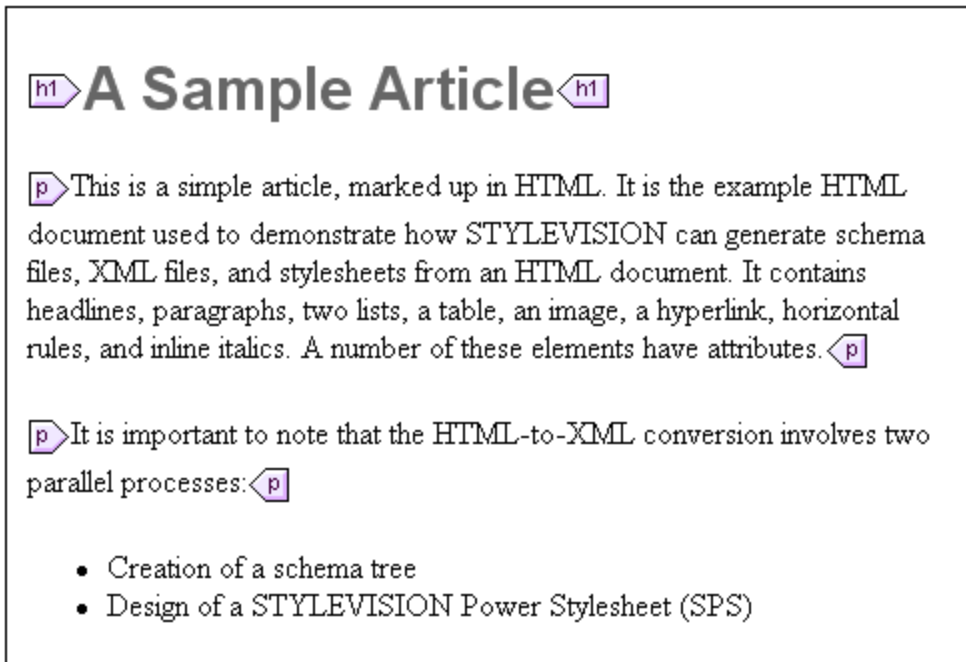 h1 A Sample Article h1
p This is a simple article, marked up in HTML. It is the example HTML
document used to demonstrate how STYLEVISION can generate schema
files, XML files, and stylesheets from an HTML document. It contains
headlines, paragraphs, two lists, a table, an image, a hyperlink, horizontal
rules, and inline italics. A number of these elements have attributes. p
p It is important to note that the HTML-to-XML conversion involves two
parallel processes: p
• Creation of a schema tree
• Design of a STYLEVISION Power Stylesheet (SPS)